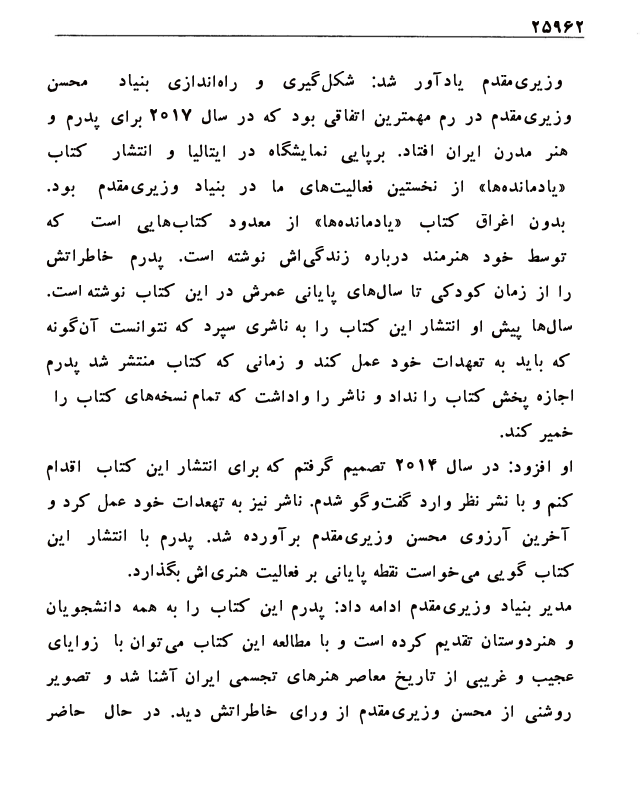 ۲۵۹۶۲
وزیری‌مقدم یادآور شد: شکل‌گیری و راه‌اندازی بنیاد محسن
وزیری‌مقدم در رم مهمترین اتفاقی بود که در سال ۲۰۱۷ برای پدرم و
هنر مدرن ایران افتاد. برپایی نمایشگاه در ایتالیا و انتشار کتاب
«یادمانده‌ها» از نخستین فعالیت‌های ما در بنیاد وزیری‌مقدم بود.
بدون اغراق کتاب «یادمانده‌ها» از معدود کتاب‌هایی است که
توسط خود هنرمند درباره زندگی‌اش نوشته است. پدرم خاطراتش
را از زمان کودکی تا سال‌های پایانی عمرش در این کتاب نوشته است.
سال‌ها پیش او انتشار این کتاب را به ناشری سپرد که نتوانست آن‌گونه
که باید به تعهدات خود عمل کند و زمانی که کتاب منتشر شد پدرم
اجازه پخش کتاب را نداد و ناشر را واداشت که تمام نسخه‌های کتاب را
خمیر کند.
او افزود: در سال ۲۰۱۴ تصمیم گرفتم که برای انتشار این کتاب اقدام
کنم و با نشر نظر وارد گفت‌وگو شدم. ناشر نیز به تهعدات خود عمل کرد و
آخرین آرزوی محسن وزیری‌مقدم برآورده شد. پدرم با انتشار این
کتاب گویی می‌خواست نقطه پایانی بر فعالیت هنری‌اش بگذارد.
مدیر بنیاد وزیری‌مقدم ادامه داد: پدرم این کتاب را به همه دانشجویان
و هنردوستان تقدیم کرده است و با مطالعه این کتاب می‌توان با زوایای
عجیب و غریبی از تاریخ معاصر هنرهای تجسمی ایران آشنا شد و تصویر
روشنی از محسن وزیری‌مقدم از ورای خاطراتش دید. در حال حاضر